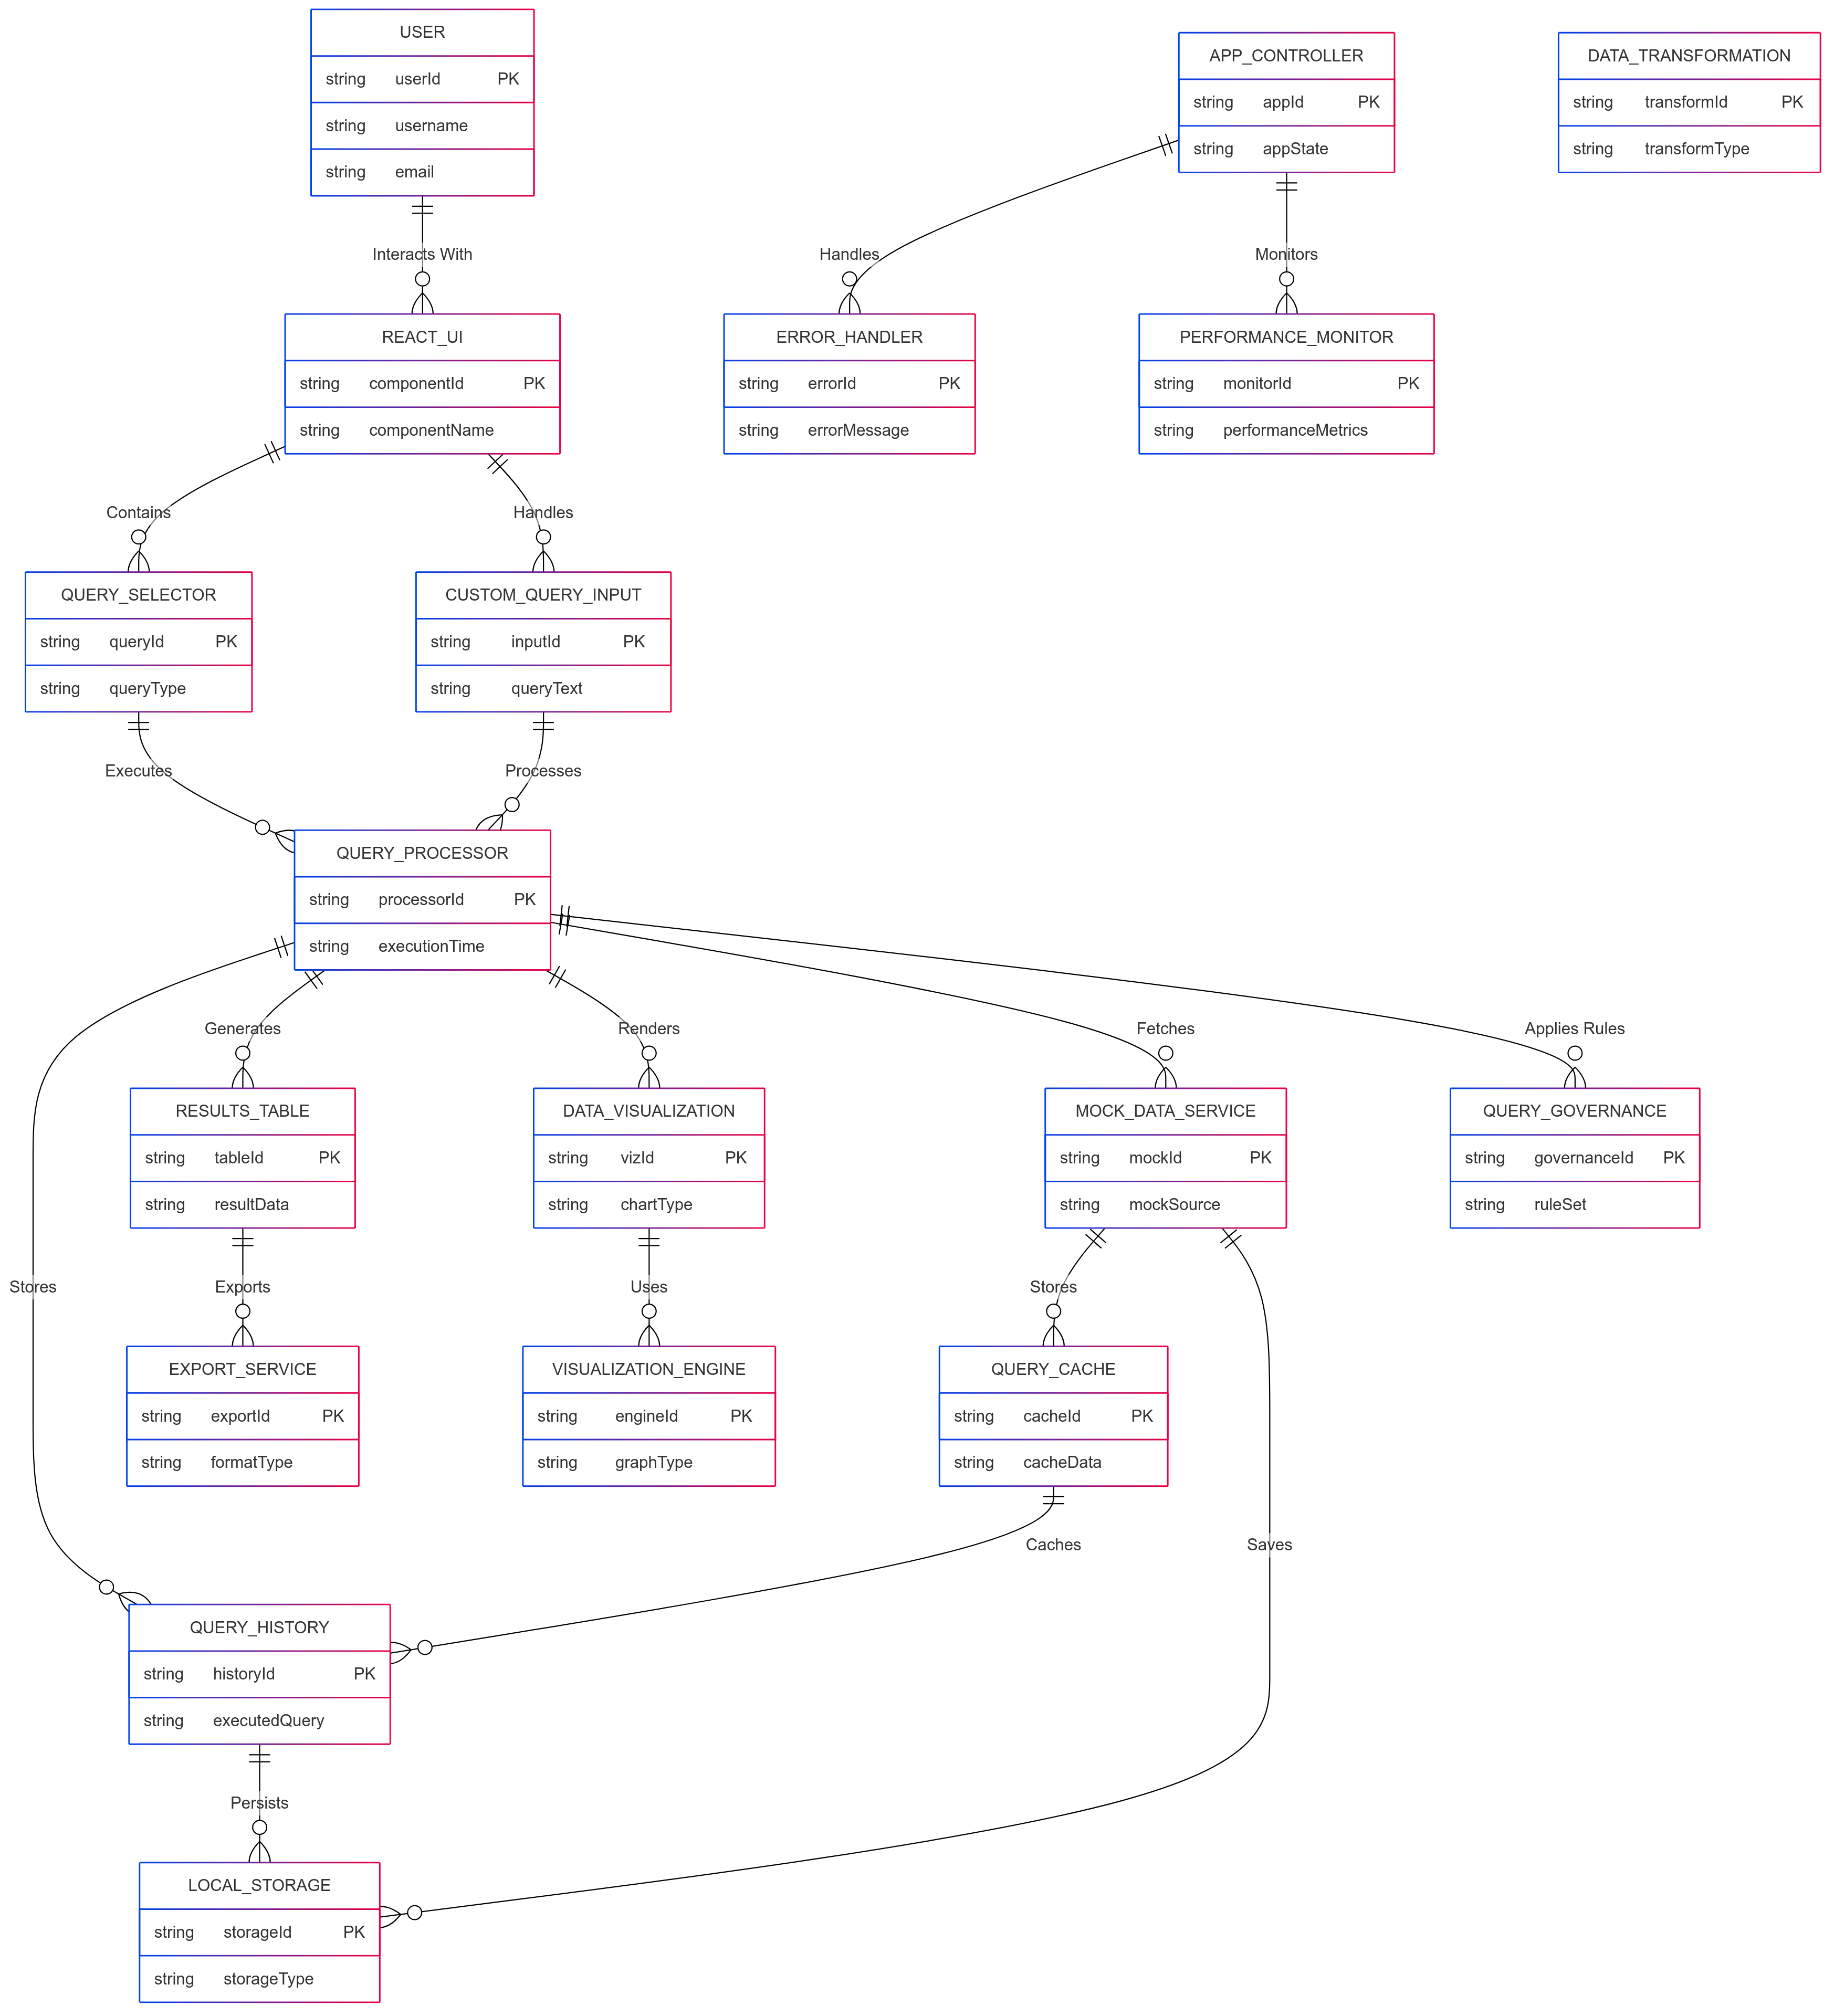 USER
string userId PK
string username
string email
APP_CONTROLLER
string appId PK
string appState
DATA_TRANSFORMATION
string transformId PK
string transformType
Interacts With
Handles
Monitors
REACT_UI
string componentId PK
string componentName
ERROR_HANDLER
string errorId PK
string errorMessage
PERFORMANCE_MONITOR
string monitorId PK
string performanceMetrics
Contains
Handles
QUERY_SELECTOR
string queryId PK
string queryType
CUSTOM_QUERY_INPUT
string inputId PK
string queryText
Executes
Processes
QUERY_PROCESSOR
string processorId PK
string executionTime
Generates
Renders
Fetches
Applies Rules
RESULTS_TABLE
string tableId PK
string resultData
DATA_VISUALIZATION
string vizId PK
string chartType
MOCK_DATA_SERVICE
string mockId PK
string mockSource
QUERY_GOVERNANCE
string governanceId PK
string ruleSet
Stores
Exports
Uses
Stores
EXPORT_SERVICE
string exportId PK
string formatType
VISUALIZATION_ENGINE
string engineId PK
string graphType
QUERY_CACHE
string cacheId PK
string cacheData
Caches
Saves
QUERY_HISTORY
string historyId PK
string executedQuery
Persists
LOCAL_STORAGE
string storageId PK
string storageType